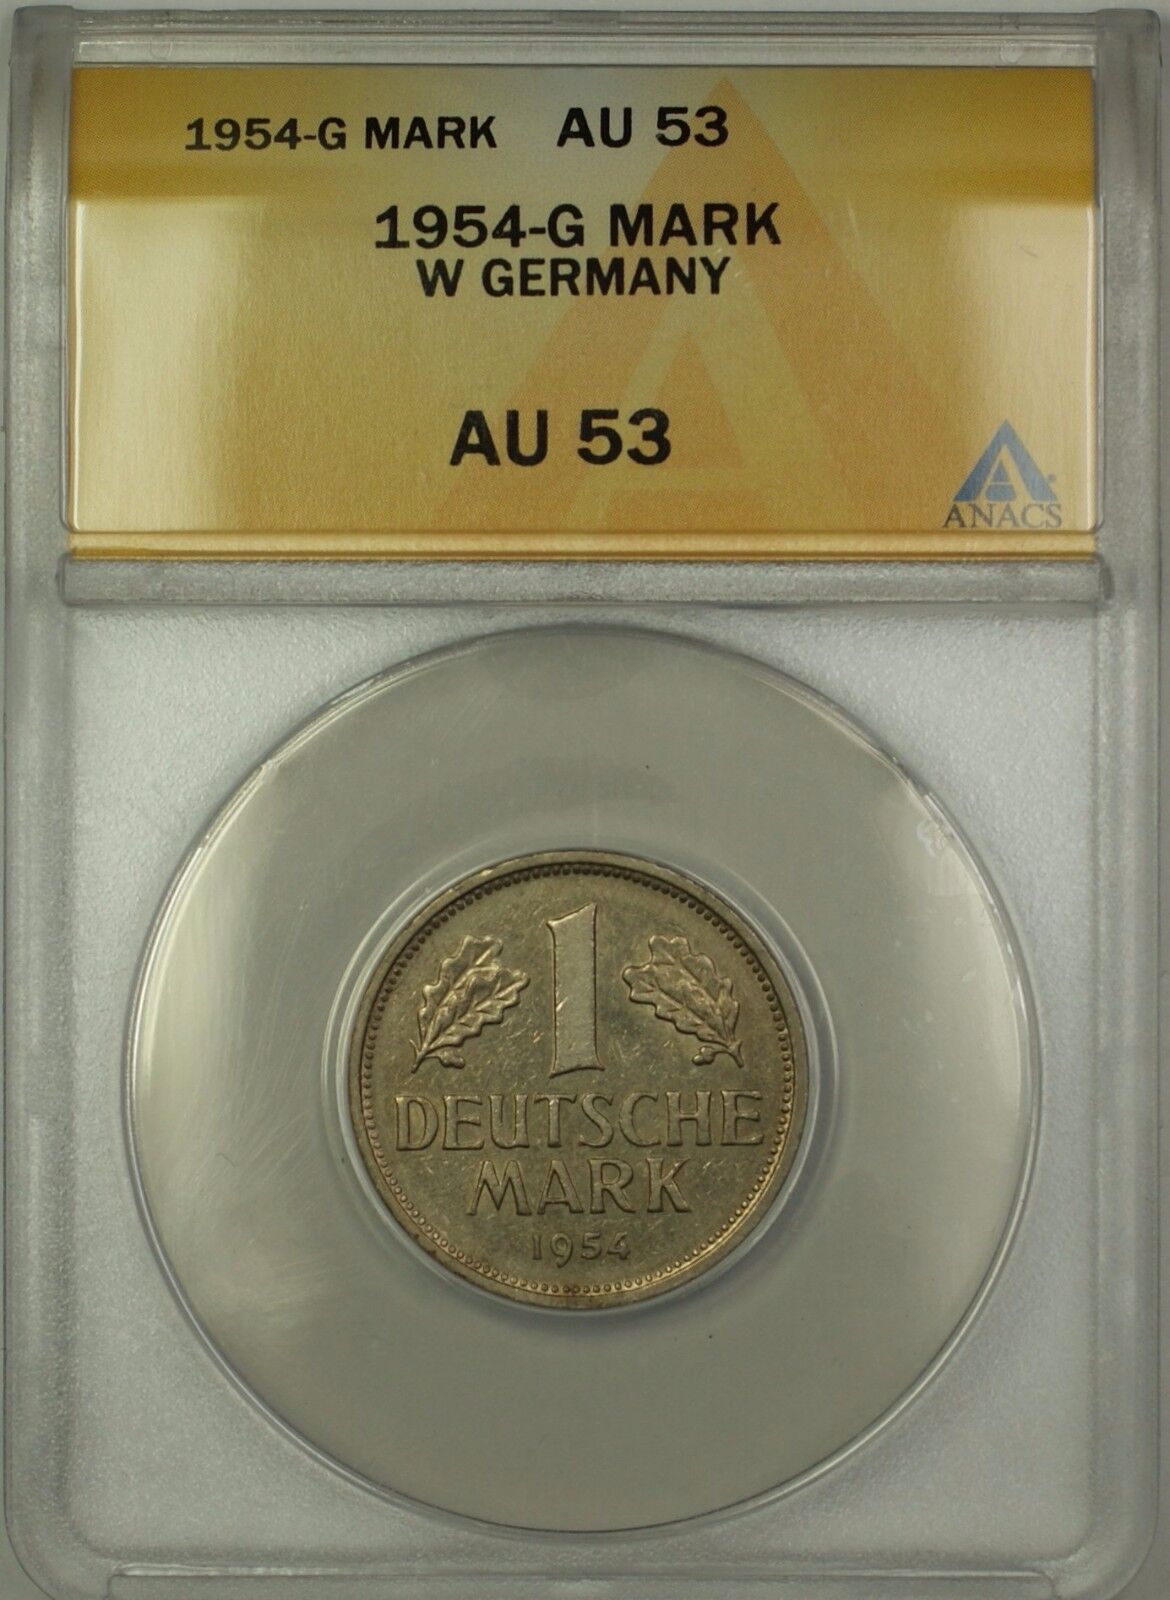 1954-G MARK AU 53
1954-G MARK
W GERMANY
AU 53
ANACS
1
DEUTSCHE
MARK
1954